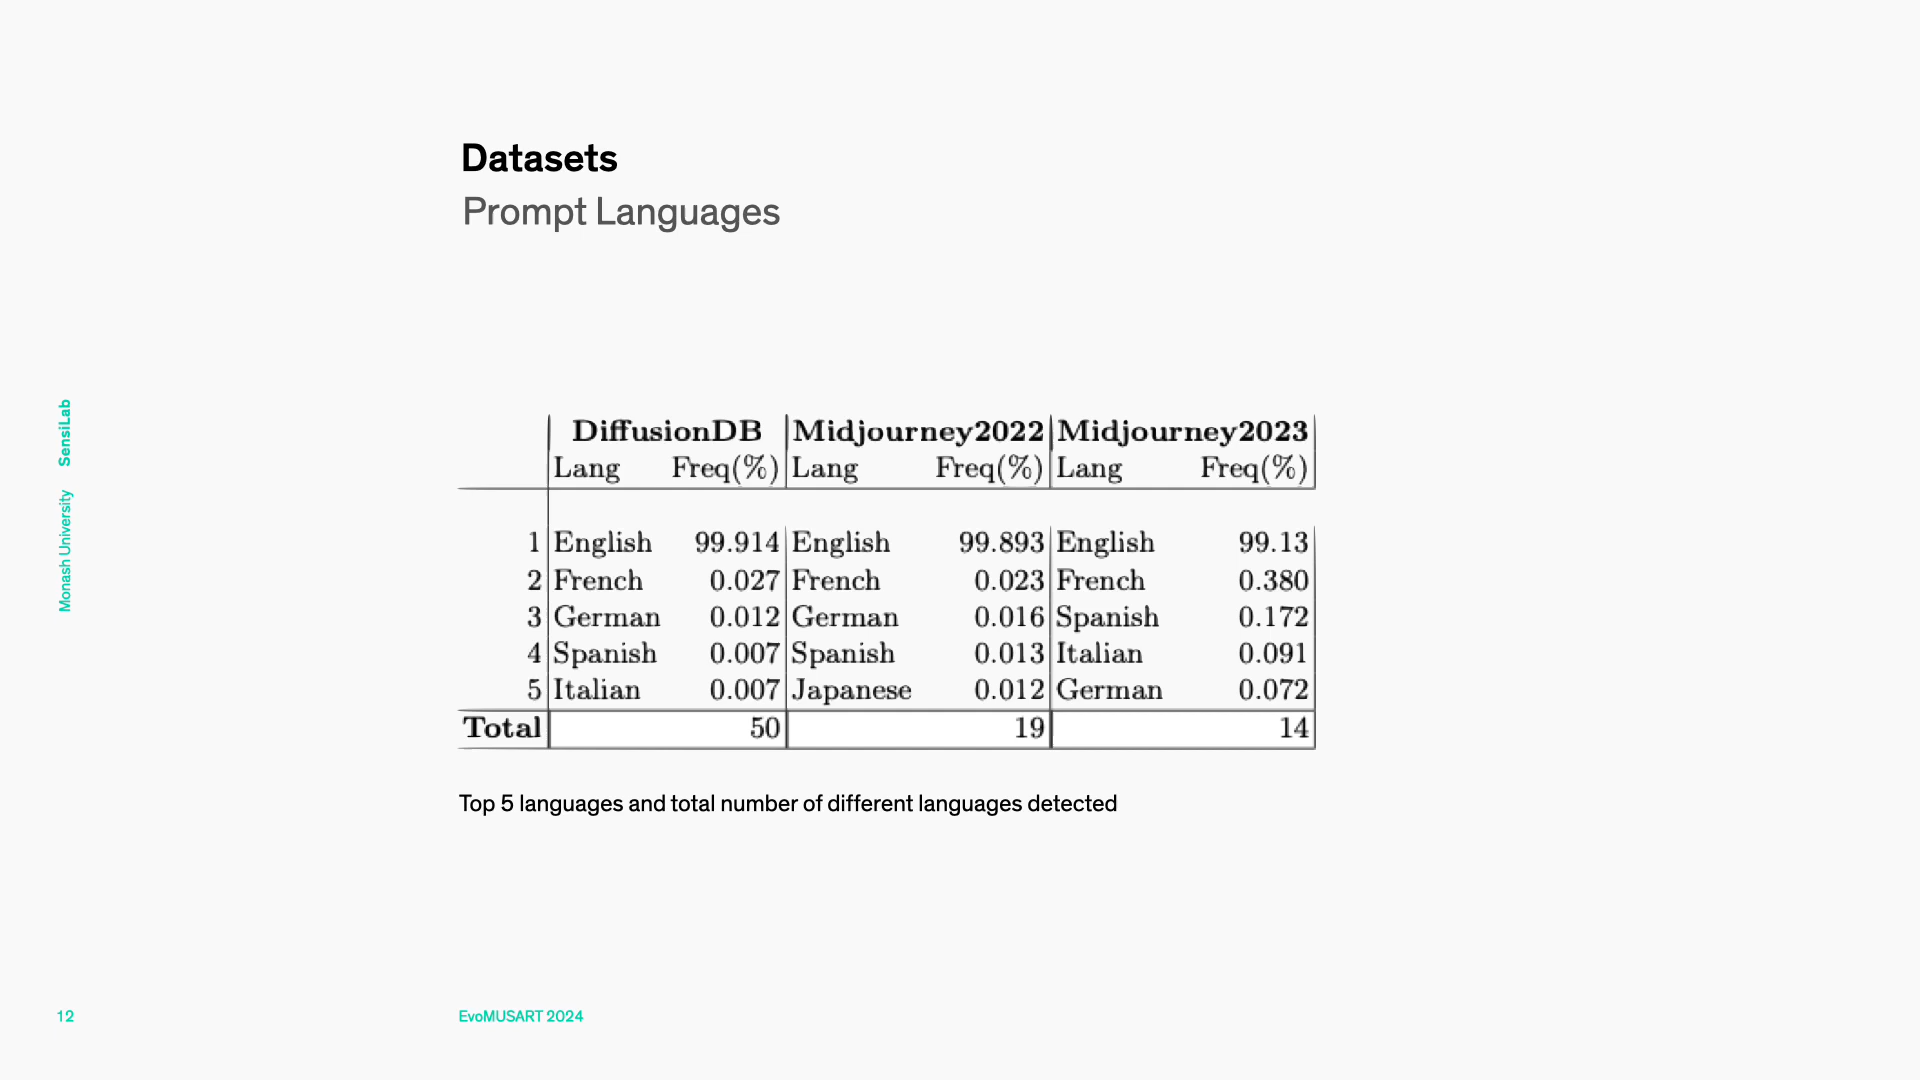 Datasets
Prompt Languages
SensiLab
Monash University
DiffusionDB Midjourney2022 Midjourney2023
Lang Freq(%) Lang Freq(%) Lang Freq(%)
1 English 99.914 English 99.893 English 99.13
2 French 0.027 French 0.023 French 0.380
3 German 0.012 German 0.016 Spanish 0.172
4 Spanish 0.007 Spanish 0.013 Italian 0.091
5 Italian 0.007 Japanese 0.012 German 0.072
Total 50 19 14
Top 5 languages and total number of different languages detected
12 EvoMUSART 2024